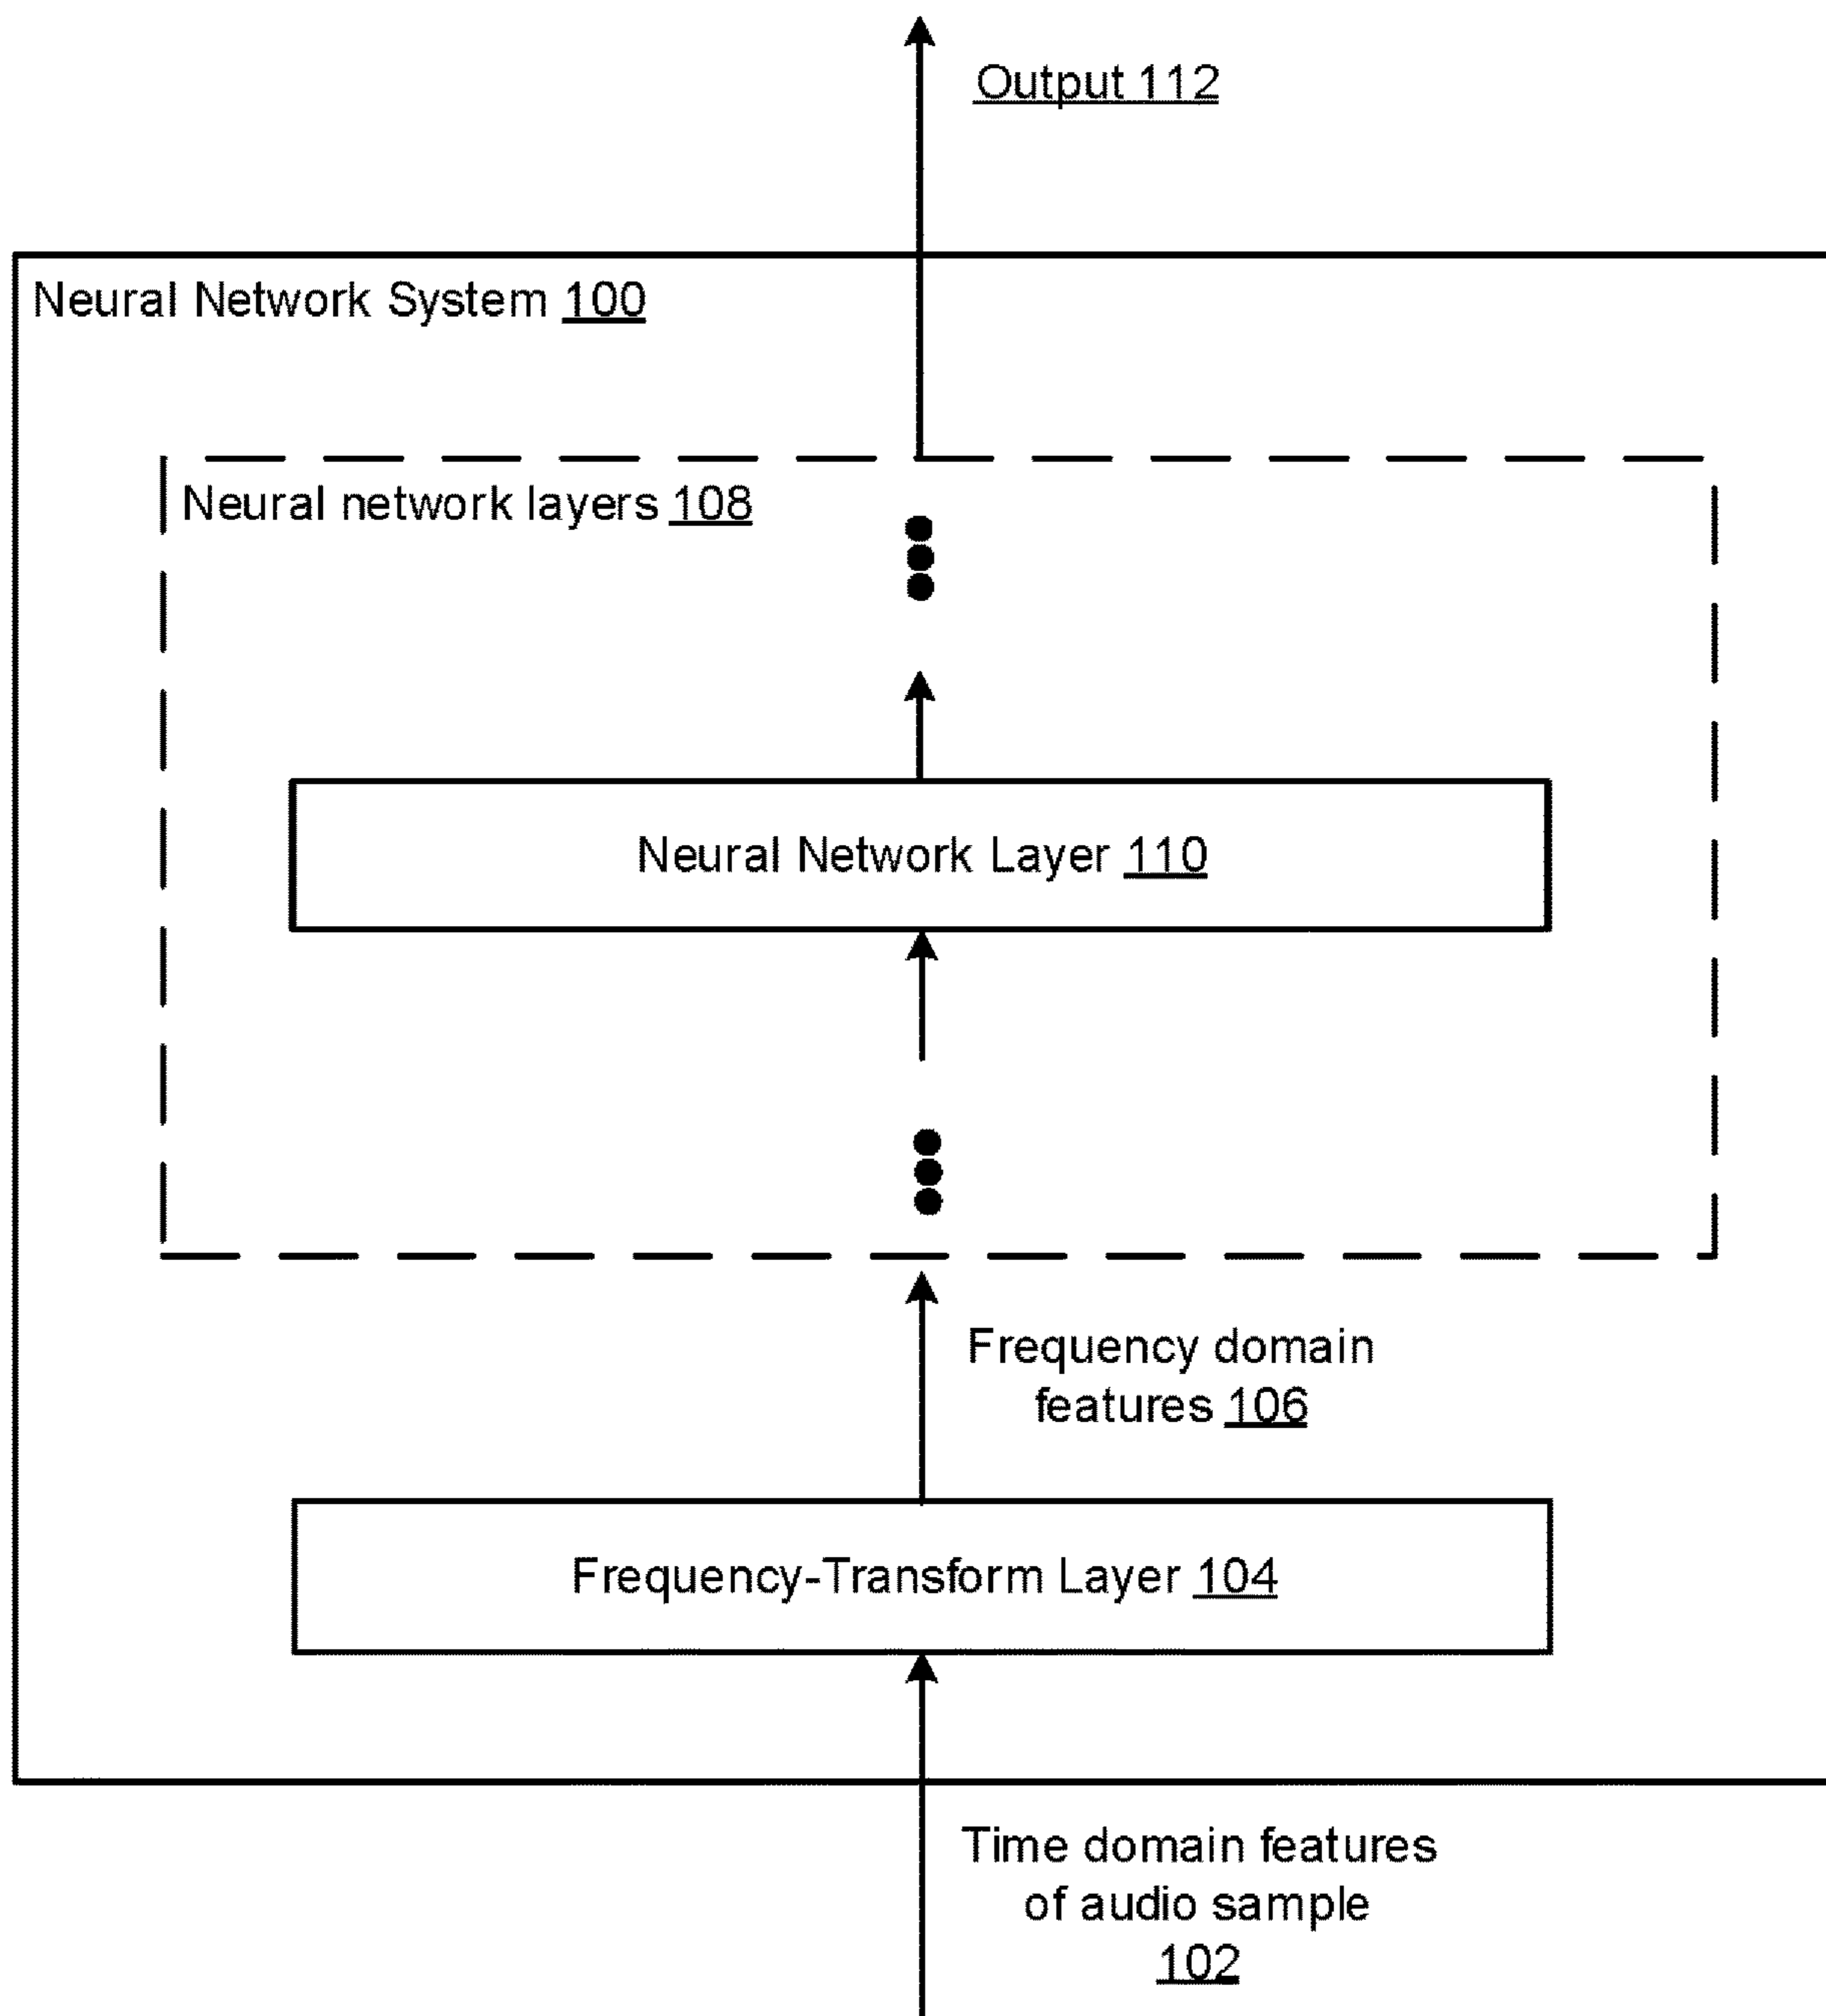 Output 112
Neural Network System 100
Neural network layers 108
Neural Network Layer 110
Frequency domain
features 106
Frequency-Transform Layer 104
Time domain features
of audio sample
102